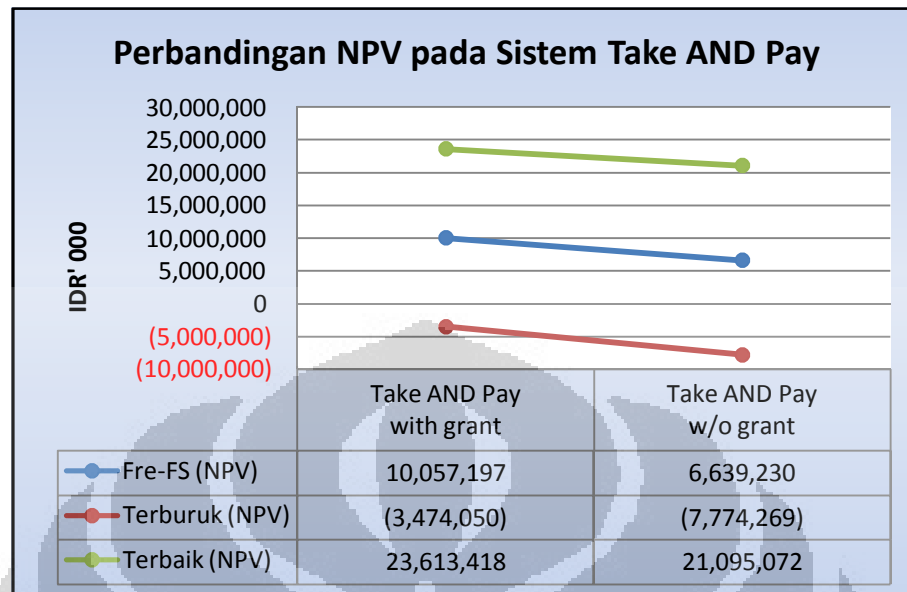 Perbandingan NPV pada Sistem Take AND Pay
IDR' 000
30,000,000
25,000,000
20,000,000
15,000,000
10,000,000
5,000,000
0
(5,000,000)
(10,000,000)
Take AND Pay with grant
Take AND Pay w/o grant
Fre-FS (NPV) 10,057,197 6,639,230
Terburuk (NPV) (3,474,050) (7,774,269)
Terbaik (NPV) 23,613,418 21,095,072